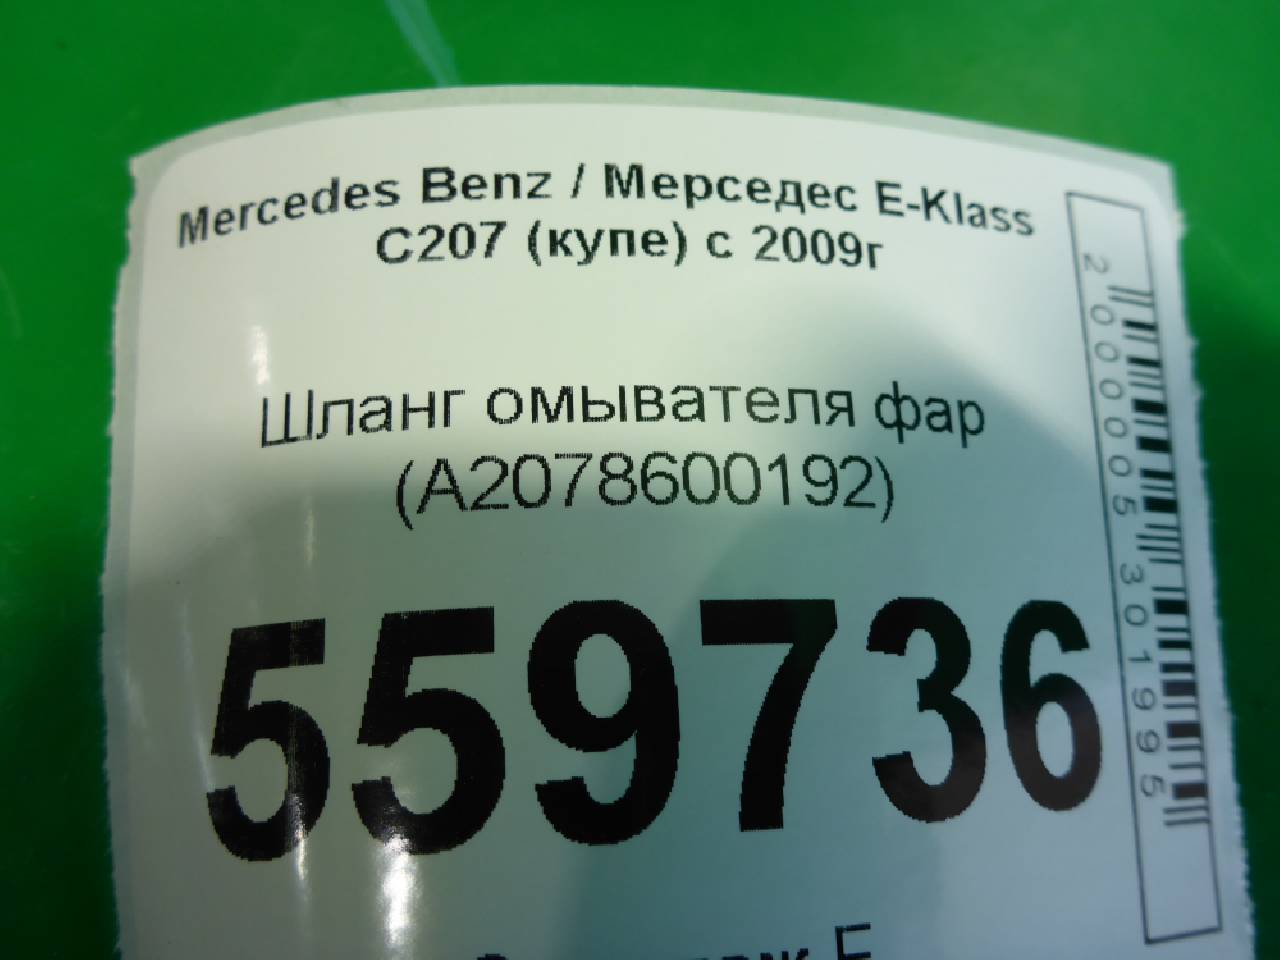 Mercedes Benz / Мерседес E-Klass
C207 (купе) с 2009г
Шланг омывателя фар
(A2078600192)
559736
2000005301995